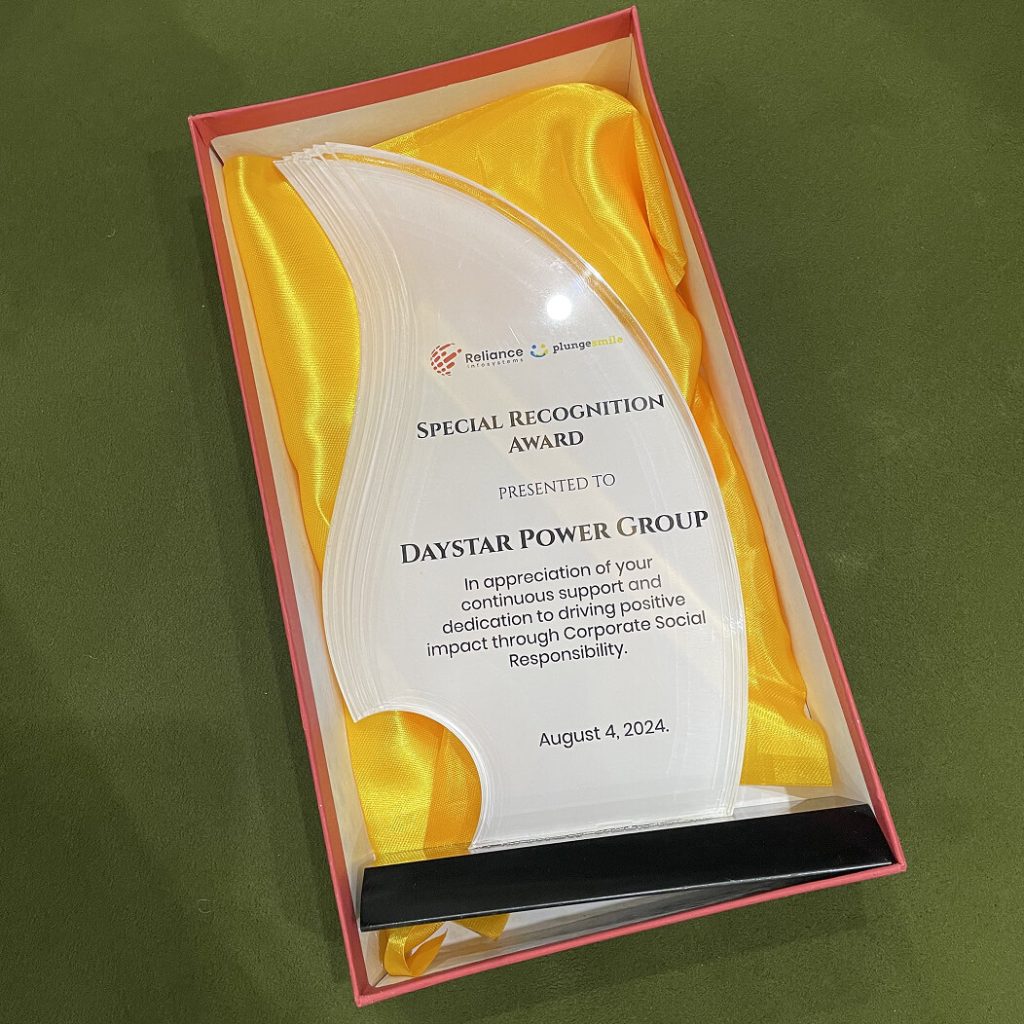 Reliance
infosystems
plungesmile
SPECIAL RECOGNITION
AWARD
PRESENTED TO
DAYSTAR POWER GROUP
In appreciation of your
continuous support and
dedication to driving positive
impact through Corporate Social
Responsibility.
August 4, 2024.